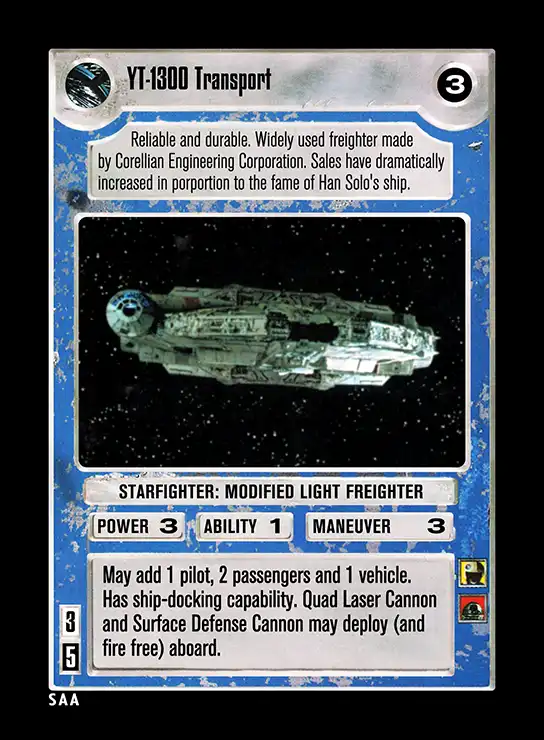 YT-1300 Transport
3
Reliable and durable. Widely used freighter made
by Corellian Engineering Corporation. Sales have dramatically
increased in porportion to the fame of Han Solo's ship.
STARFIGHTER: MODIFIED LIGHT FREIGHTER
POWER 3 ABILITY 1 MANEUVER 3
May add 1 pilot, 2 passengers and 1 vehicle.
Has ship-docking capability. Quad Laser Cannon
and Surface Defense Cannon may deploy (and
fire free) aboard.
3
5
SAA